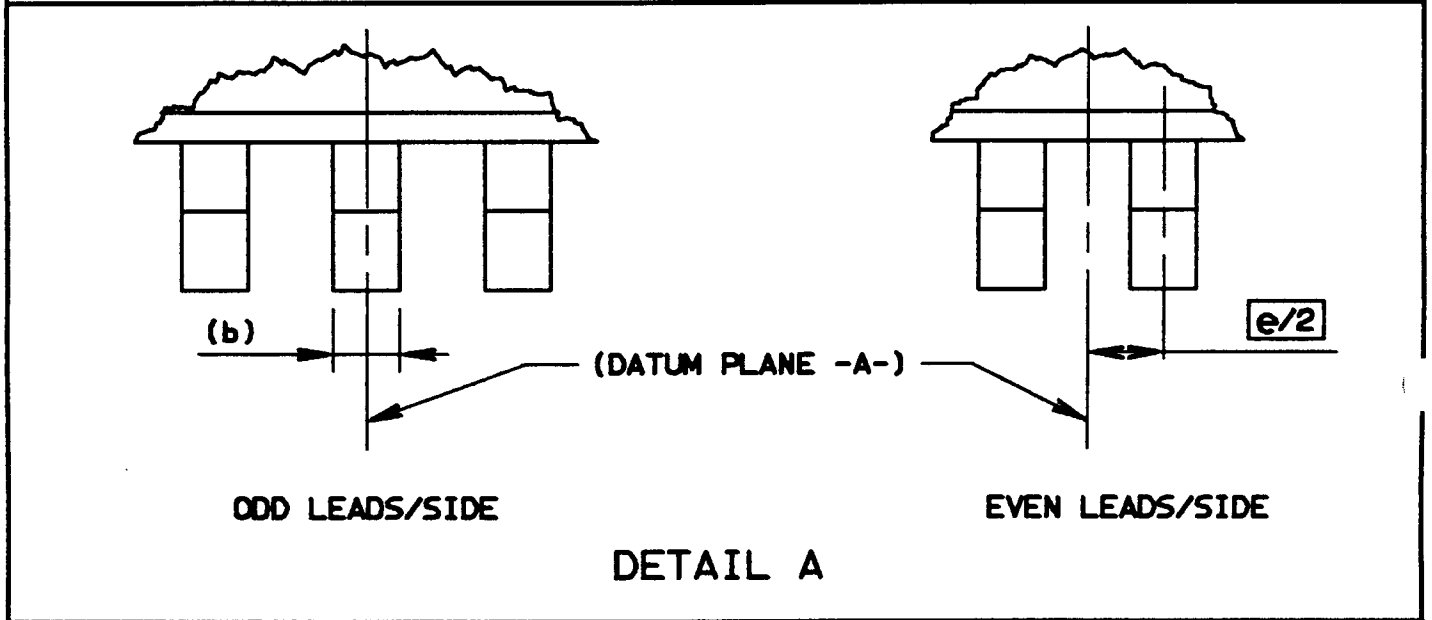 (b)
e/2
(DATUM PLANE -A-)
ODD LEADS/SIDE
EVEN LEADS/SIDE
DETAIL A